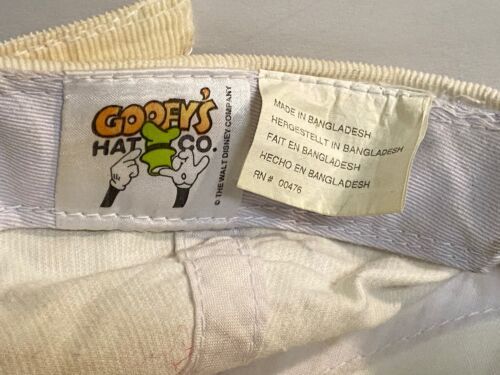 GOOFY'S
HAT CO.
© THE WALT DISNEY COMPANY
MADE IN BANGLADESH
HERGESTELLT IN BANGLADESH
FAIT EN BANGLADESH
HECHO EN BANGLADESH
RN# 00476